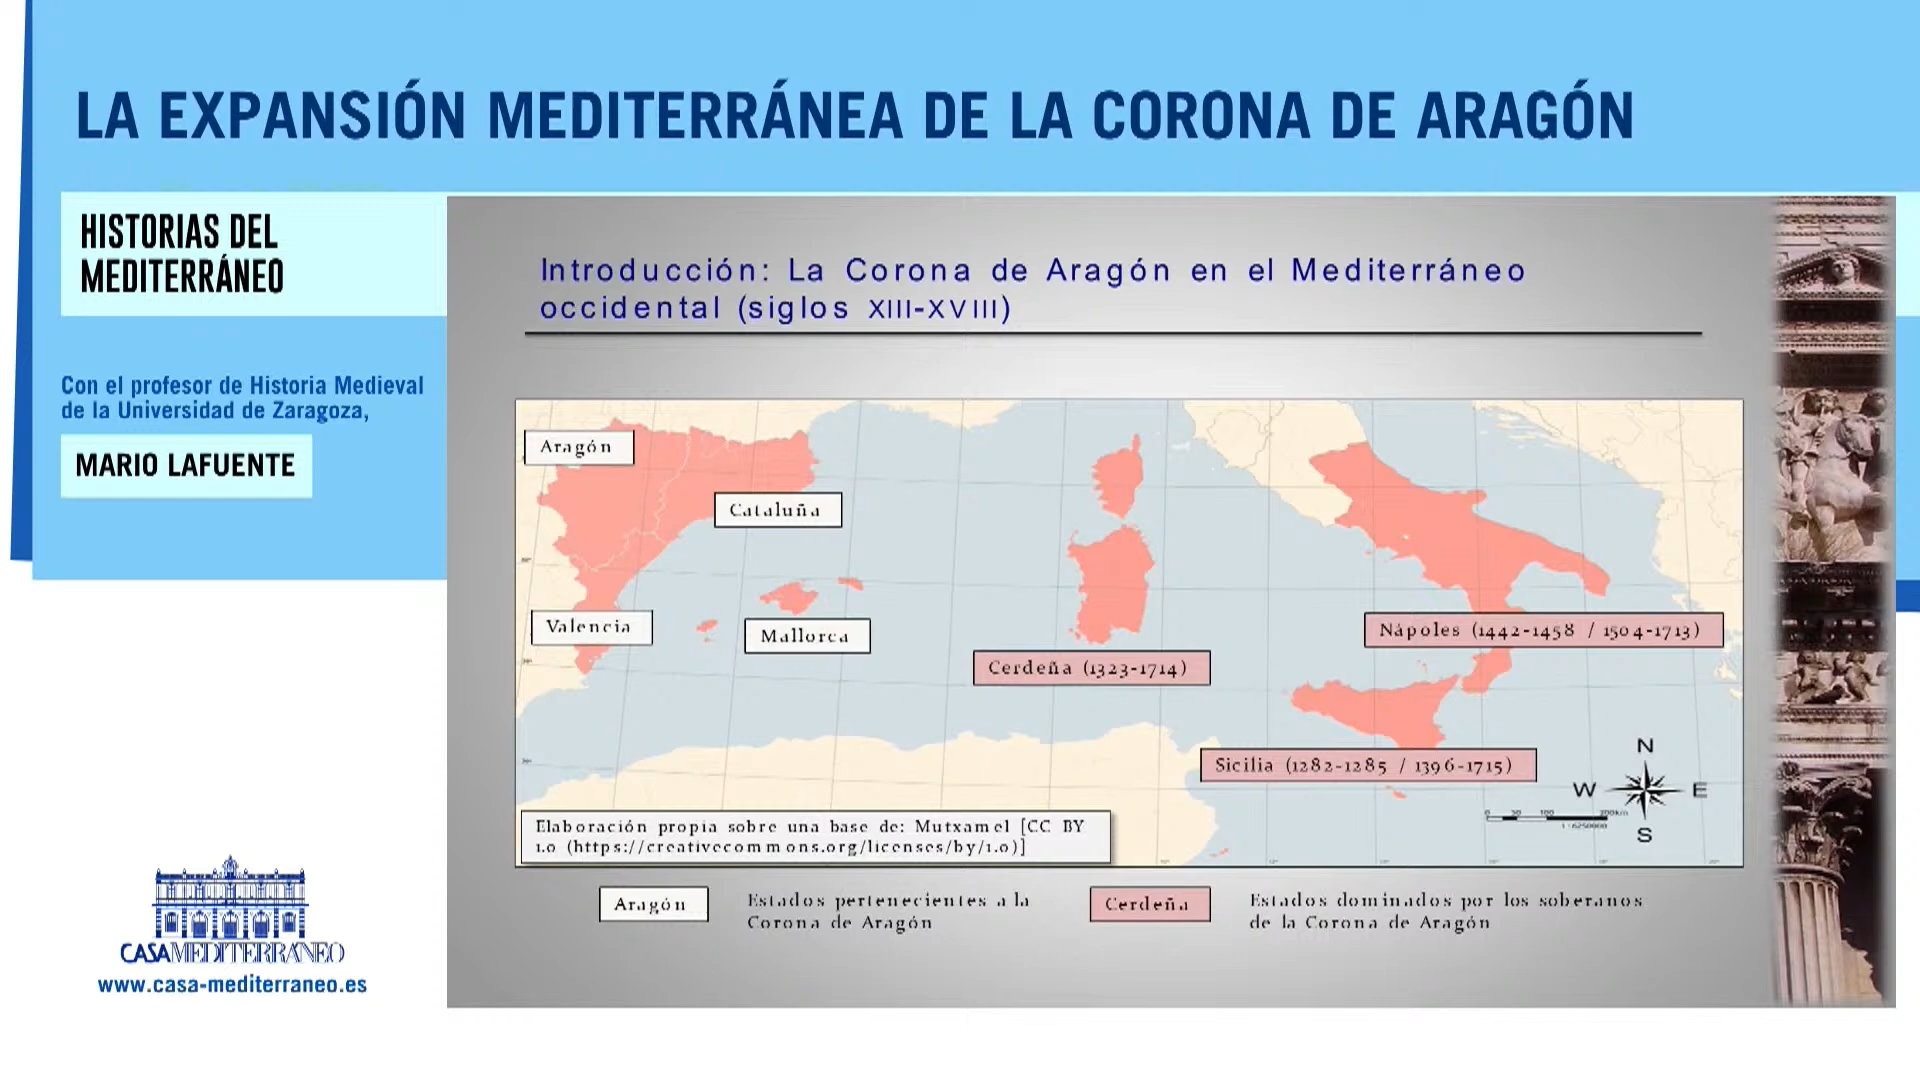 LA EXPANSIÓN MEDITERRÁNEA DE LA CORONA DE ARAGÓN
HISTORIAS DEL
MEDITERRÁNEO
Con el profesor de Historia Medieval
de la Universidad de Zaragoza,
MARIO LAFUENTE
CASAMEDITERRÁNEO
www.casa-mediterraneo.es
Introducción: La Corona de Aragón en el Mediterráneo
occidental (siglos XIII-XVIII)
Aragón
Cataluña
Valencia
Mallorca
Cerdeña (1323-1714)
Nápoles (1442-1458 / 1504-1713)
Sicilia (1282-1285 / 1396-1715)
N
W E
S
Elaboración propia sobre una base de: Mutxamel [CC BY
1.0 (https://creativecommons.org/licenses/by/1.0)]
Aragón
Estados pertenecientes a la
Corona de Aragón
Cerdeña
Estados dominados por los soberanos
de la Corona de Aragón